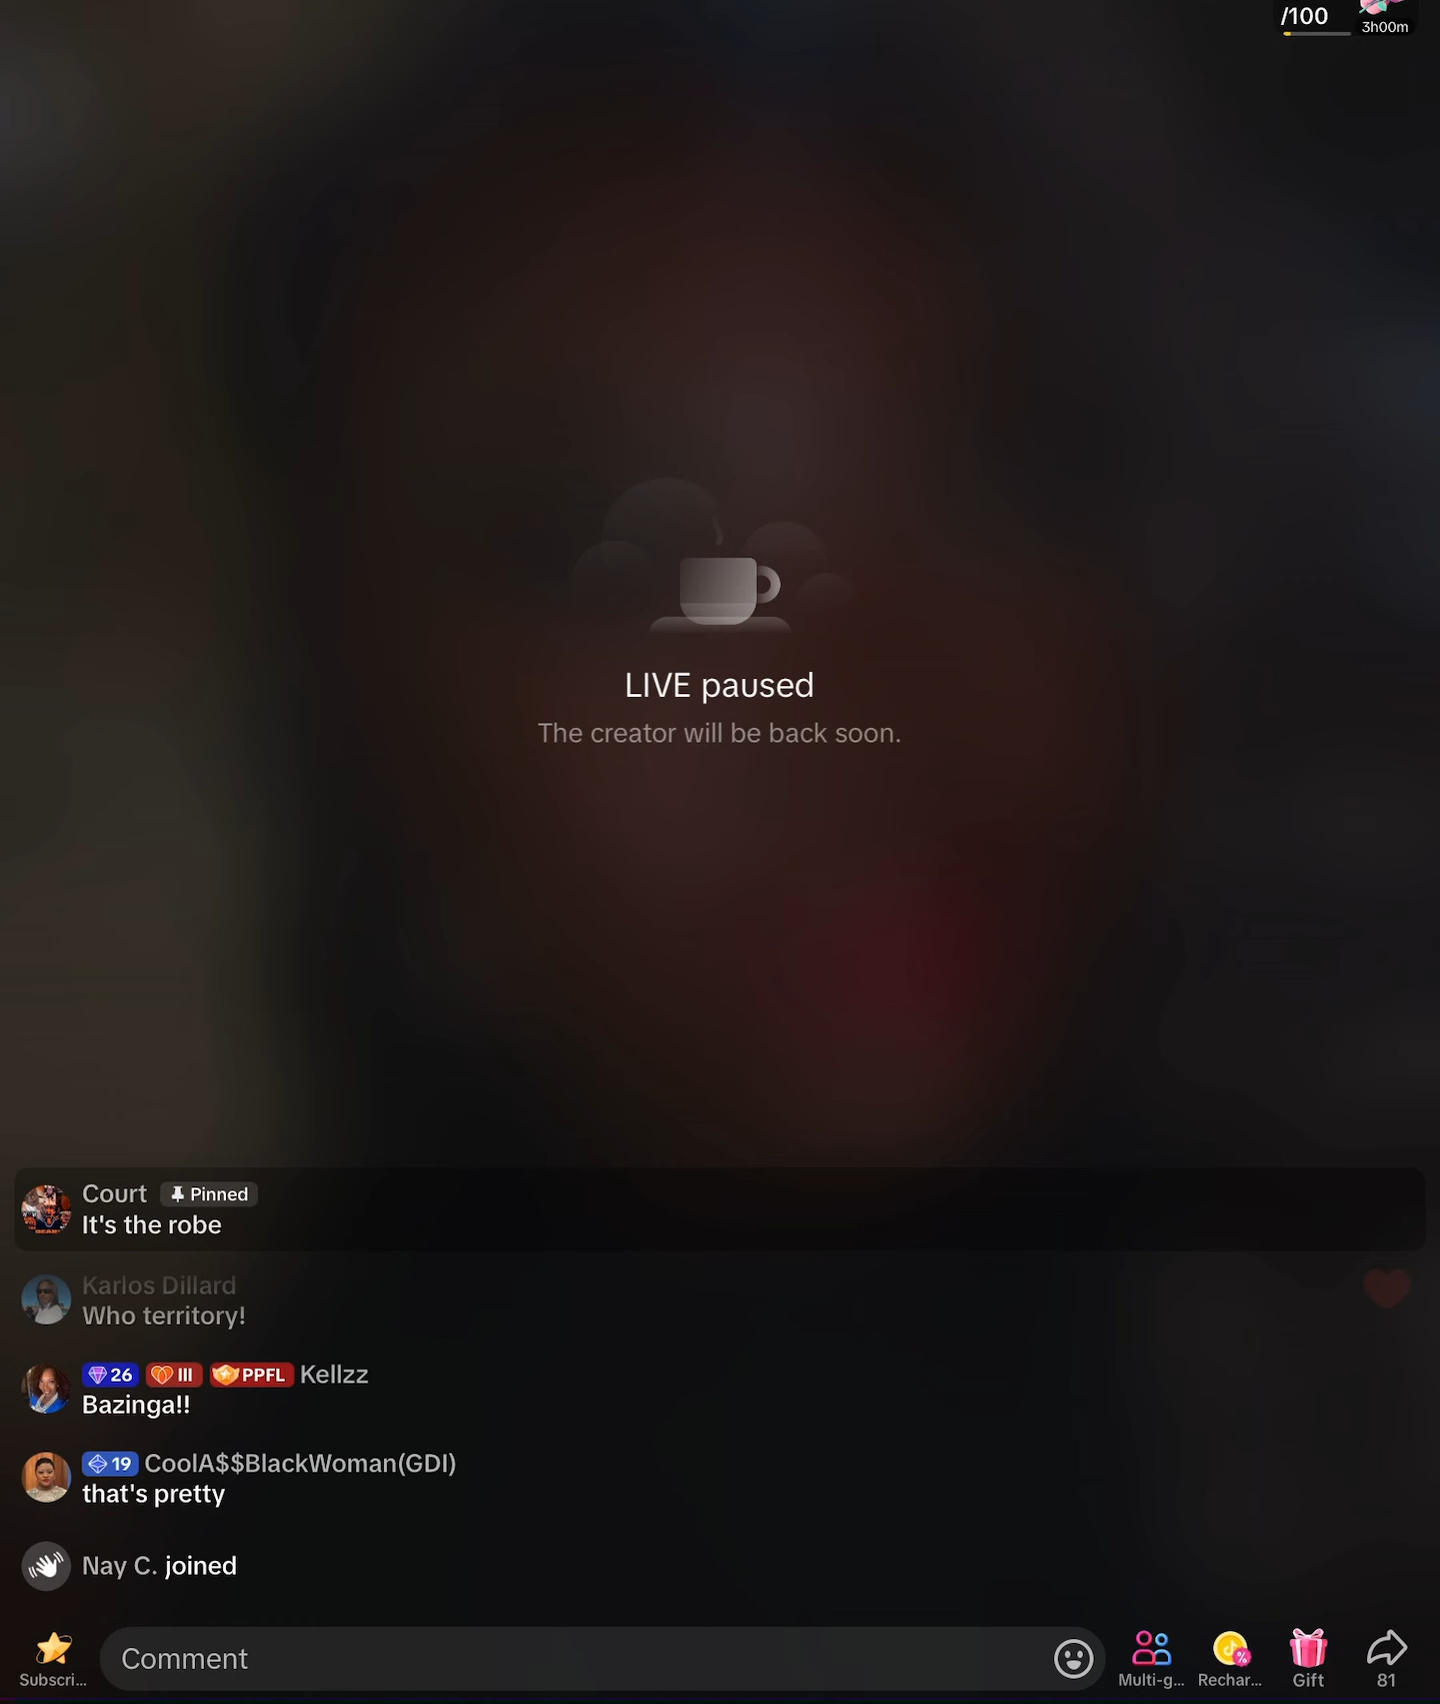 /100
3h00m
LIVE paused
The creator will be back soon.
Court Pinned
It's the robe
Karlos Dillard
Who territory!
26 III PPFL Kellzz
Bazinga!!
19 CoolA$$BlackWoman(GDI)
that's pretty
Nay C. joined
Subscri... Comment Multi-g... Rechar... Gift 81